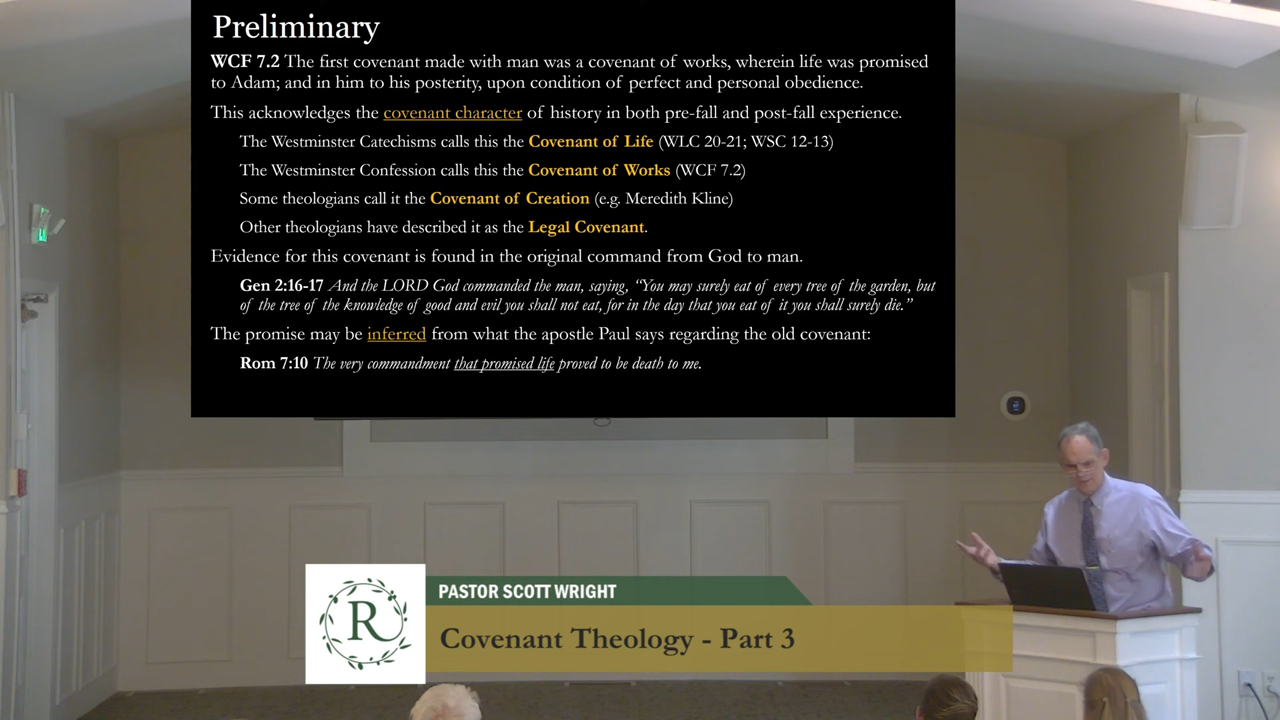 Preliminary
WCF 7.2 The first covenant made with man was a covenant of works, wherein life was promised
to Adam; and in him to his posterity, upon condition of perfect and personal obedience.
This acknowledges the covenant character of history in both pre-fall and post-fall experience.
The Westminster Catechisms calls this the Covenant of Life (WLC 20-21; WSC 12-13)
The Westminster Confession calls this the Covenant of Works (WCF 7.2)
Some theologians call it the Covenant of Creation (e.g. Meredith Kline)
Other theologians have described it as the Legal Covenant.
Evidence for this covenant is found in the original command from God to man.
Gen 2:16-17 And the LORD God commanded the man, saying, “You may surely eat of every tree of the garden, but
of the tree of the knowledge of good and evil you shall not eat, for in the day that you eat of it you shall surely die.”
The promise may be inferred from what the apostle Paul says regarding the old covenant:
Rom 7:10 The very commandment that promised life proved to be death to me.
R
PASTOR SCOTT WRIGHT
Covenant Theology - Part 3